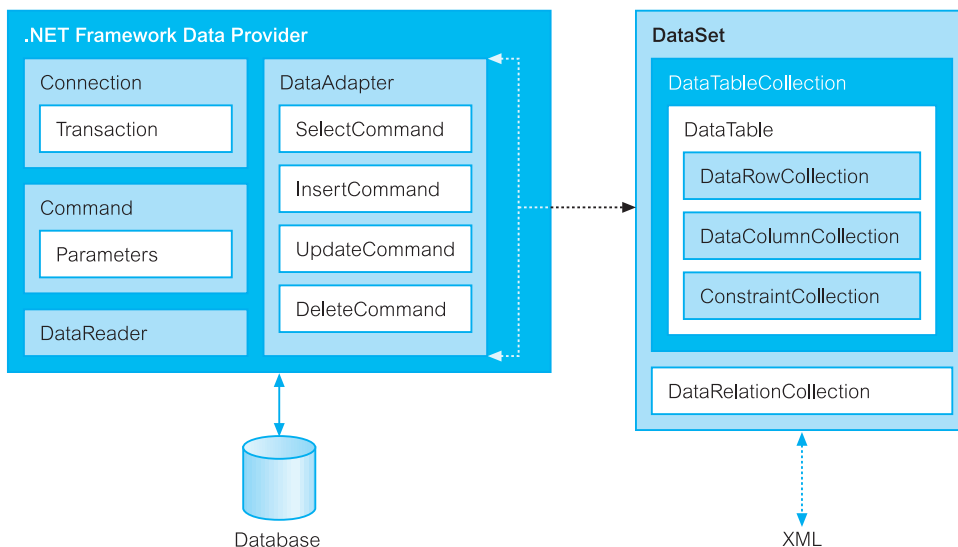 .NET Framework Data Provider
Connection
Transaction
Command
Parameters
DataReader
DataAdapter
SelectCommand
InsertCommand
UpdateCommand
DeleteCommand
Database
DataSet
DataTableCollection
DataTable
DataRowCollection
DataColumnCollection
ConstraintCollection
DataRelationCollection
XML